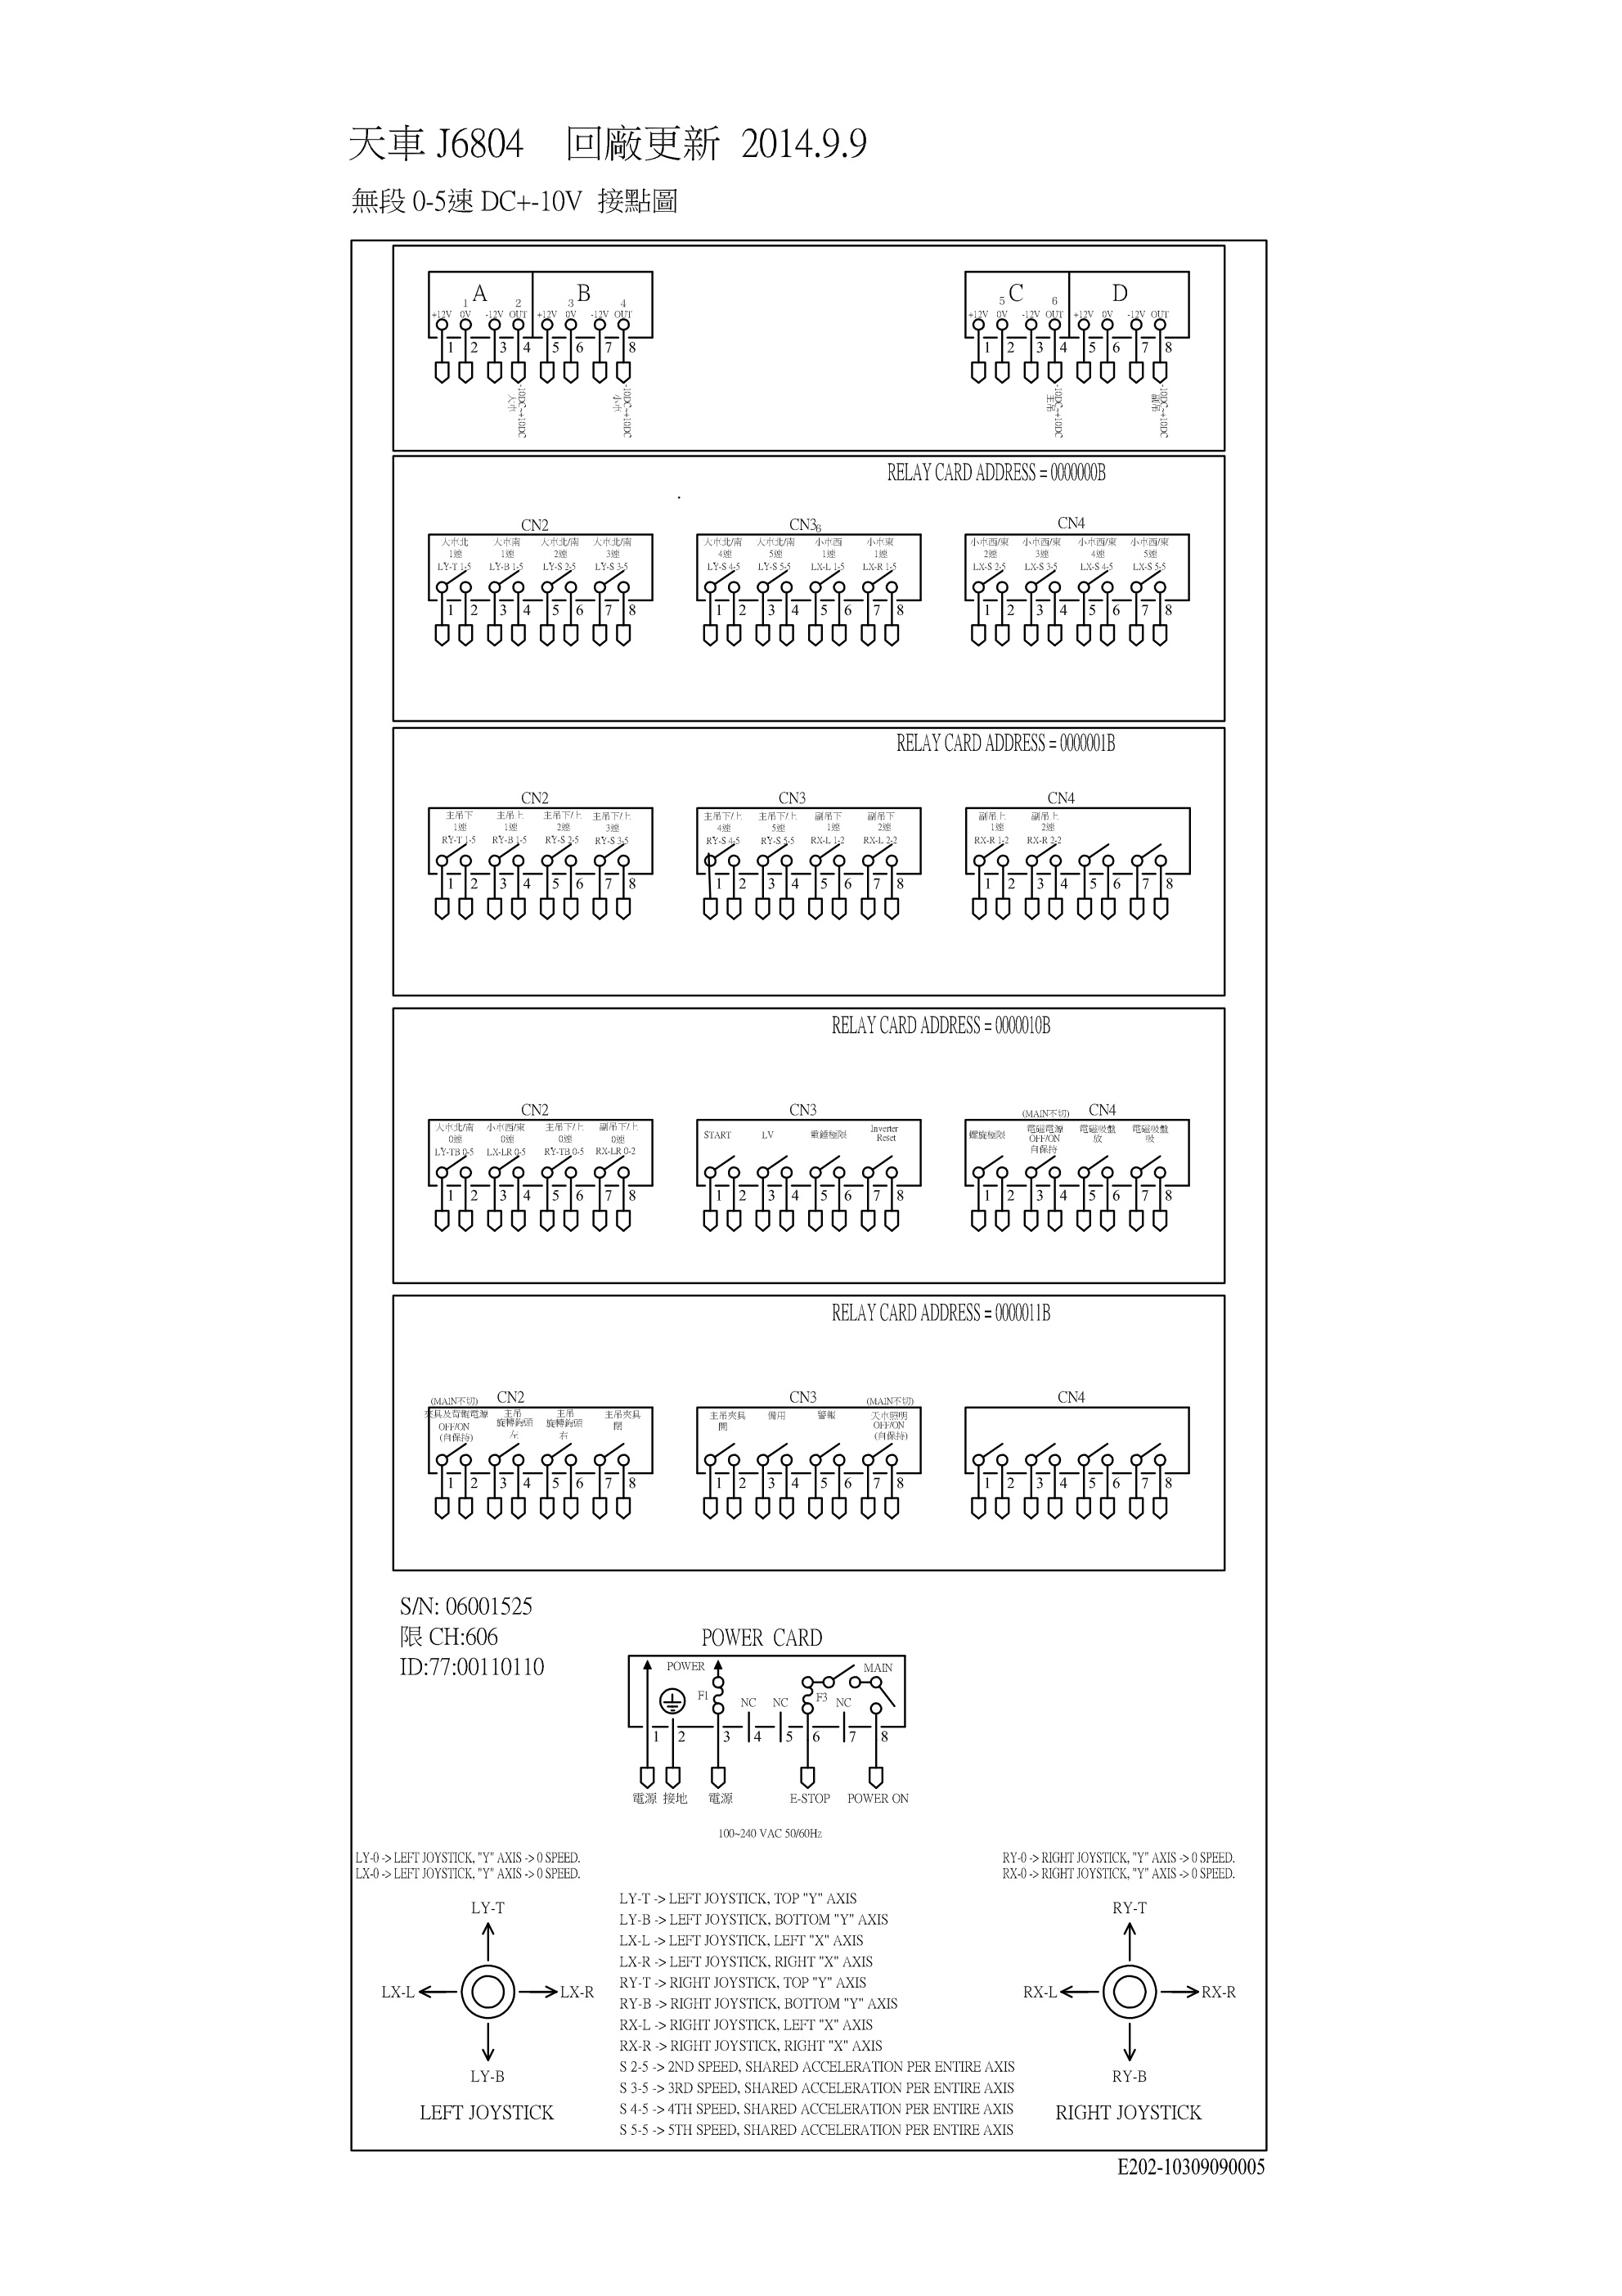 天車 J6804 回廠更新 2014.9.9
無段 0-5速 DC+-10V 接點圖
A B C D
1 2 3 4 5 6
+12V 0V -12V OUT +12V 0V -12V OUT +12V 0V -12V OUT +12V 0V -12V OUT
1 2 3 4 5 6 7 8 1 2 3 4 5 6 7 8
-10DC~+10DC -10DC~+10DC -10DC~+10DC -10DC~+10DC
大車 小車 主吊 副吊
RELAY CARD ADDRESS = 0000000B
CN2 CN3 6 CN4
大車北 大車南 大車北/南 大車北/南 大車北/南 大車北/南 小車西 小車東 小車西/東 小車西/東 小車西/東 小車西/東
1速 1速 2速 3速 4速 5速 1速 1速 2速 3速 4速 5速
LY-T 1-5 LY-B 1-5 LY-S 2-5 LY-S 3-5 LY-S 4-5 LY-S 5-5 LX-L 1-5 LX-R 1-5 LX-S 2-5 LX-S 3-5 LX-S 4-5 LX-S 5-5
1 2 3 4 5 6 7 8 1 2 3 4 5 6 7 8 1 2 3 4 5 6 7 8
RELAY CARD ADDRESS = 0000001B
CN2 CN3 CN4
主吊下 主吊上 主吊下/上 主吊下/上 主吊下/上 主吊下/上 副吊下 副吊下 副吊上 副吊上
1速 1速 2速 3速 4速 5速 1速 2速 1速 2速
RY-T 1-5 RY-B 1-5 RY-S 2-5 RY-S 3-5 RY-S 4-5 RY-S 5-5 RX-L 1-2 RX-L 2-2 RX-R 1-2 RX-R 2-2
1 2 3 4 5 6 7 8 1 2 3 4 5 6 7 8 1 2 3 4 5 6 7 8
RELAY CARD ADDRESS = 0000010B
CN2 CN3 (MAIN不切) CN4
大車北/南 小車西/東 主吊下/上 副吊下/上 START LV 重錘極限 Inverter 螺旋極限 電磁電源 電磁吸盤 電磁吸盤
0速 0速 0速 0速 Reset OFF/ON 放 吸
LY-TB 0-5 LX-LR 0-5 RY-TB 0-5 RX-LR 0-2 自保持
1 2 3 4 5 6 7 8 1 2 3 4 5 6 7 8 1 2 3 4 5 6 7 8
RELAY CARD ADDRESS = 0000011B
(MAIN不切) CN2 CN3 (MAIN不切) CN4
電源 主吊 主吊 主吊夾具 主吊夾具 備用 警報 天車照明
OFF/ON 旋轉鉤頭 旋轉鉤頭 閉 開 OFF/ON
(自保持) 左 右 (自保持)
1 2 3 4 5 6 7 8 1 2 3 4 5 6 7 8 1 2 3 4 5 6 7 8
S/N: 06001525
限 CH:606
ID:77:00110110
POWER CARD
POWER MAIN
F1 NC NC F3 NC
1 2 3 4 5 6 7 8
電源 接地 電源 E-STOP POWER ON
100~240 VAC 50/60Hz
LY-0 -> LEFT JOYSTICK, "Y" AXIS -> 0 SPEED.
LX-0 -> LEFT JOYSTICK, "Y" AXIS -> 0 SPEED.
RY-0 -> RIGHT JOYSTICK, "Y" AXIS -> 0 SPEED.
RX-0 -> RIGHT JOYSTICK, "Y" AXIS -> 0 SPEED.
LY-T
LX-L LX-R
LY-B
LEFT JOYSTICK
LY-T -> LEFT JOYSTICK, TOP "Y" AXIS
LY-B -> LEFT JOYSTICK, BOTTOM "Y" AXIS
LX-L -> LEFT JOYSTICK, LEFT "X" AXIS
LX-R -> LEFT JOYSTICK, RIGHT "X" AXIS
RY-T -> RIGHT JOYSTICK, TOP "Y" AXIS
RY-B -> RIGHT JOYSTICK, BOTTOM "Y" AXIS
RX-L -> RIGHT JOYSTICK, LEFT "X" AXIS
RX-R -> RIGHT JOYSTICK, RIGHT "X" AXIS
S 2-5 -> 2ND SPEED, SHARED ACCELERATION PER ENTIRE AXIS
S 3-5 -> 3RD SPEED, SHARED ACCELERATION PER ENTIRE AXIS
S 4-5 -> 4TH SPEED, SHARED ACCELERATION PER ENTIRE AXIS
S 5-5 -> 5TH SPEED, SHARED ACCELERATION PER ENTIRE AXIS
RY-T
RX-L RX-R
RY-B
RIGHT JOYSTICK
E202-10309090005